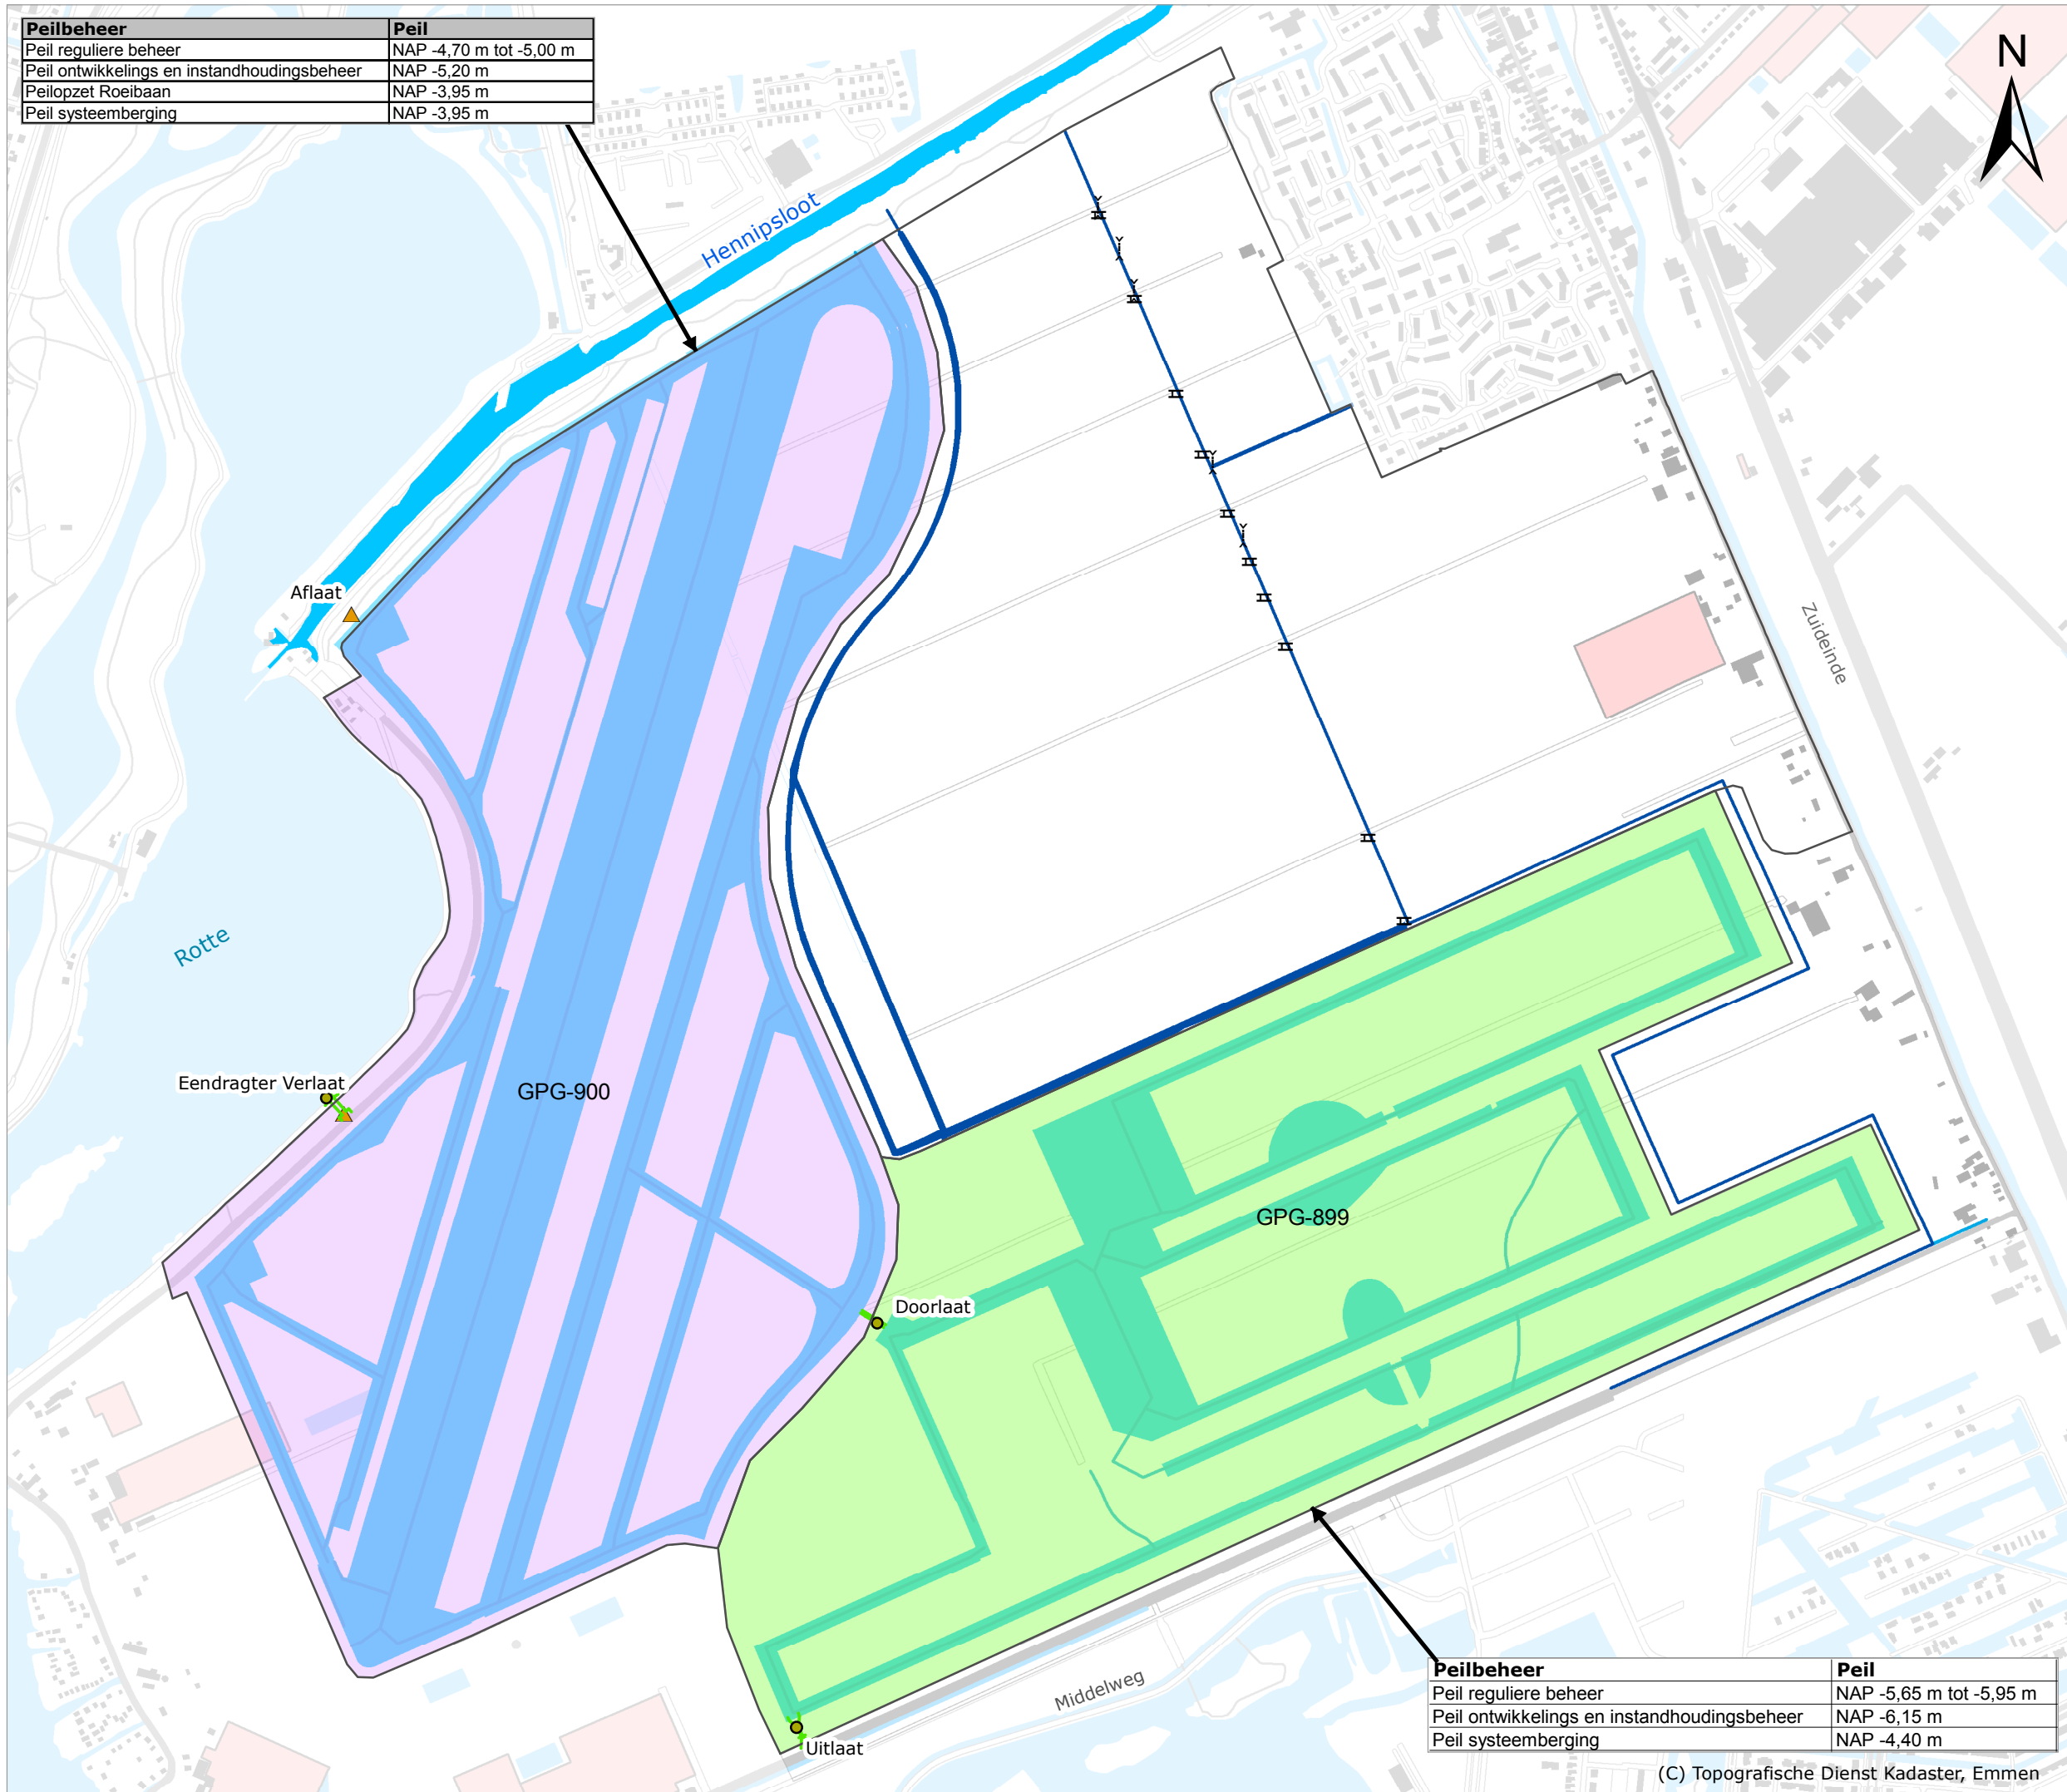 Peilbeheer Peil
Peil reguliere beheer NAP -4,70 m tot -5,00 m
Peil ontwikkelings en instandhoudingsbeheer NAP -5,20 m
Peilopzet Roeibaan NAP -3,95 m
Peil systeemberging NAP -3,95 m
N
Hennipsloot
Aflaat
Zuideinde
Rotte
Eendragter Verlaat
GPG-900
GPG-899
Doorlaat
Middelweg
Uitlaat
Peilbeheer Peil
Peil reguliere beheer NAP -5,65 m tot -5,95 m
Peil ontwikkelings en instandhoudingsbeheer NAP -6,15 m
Peil systeemberging NAP -4,40 m
(C) Topografische Dienst Kadaster, Emmen